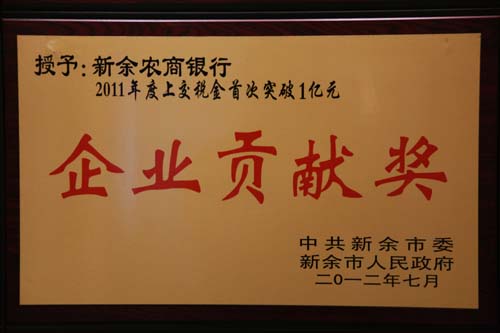 授予：新余农商银行
2011年度上交税金首次突破1亿元
企业贡献奖
中共新余市委
新余市人民政府
二0一二年七月